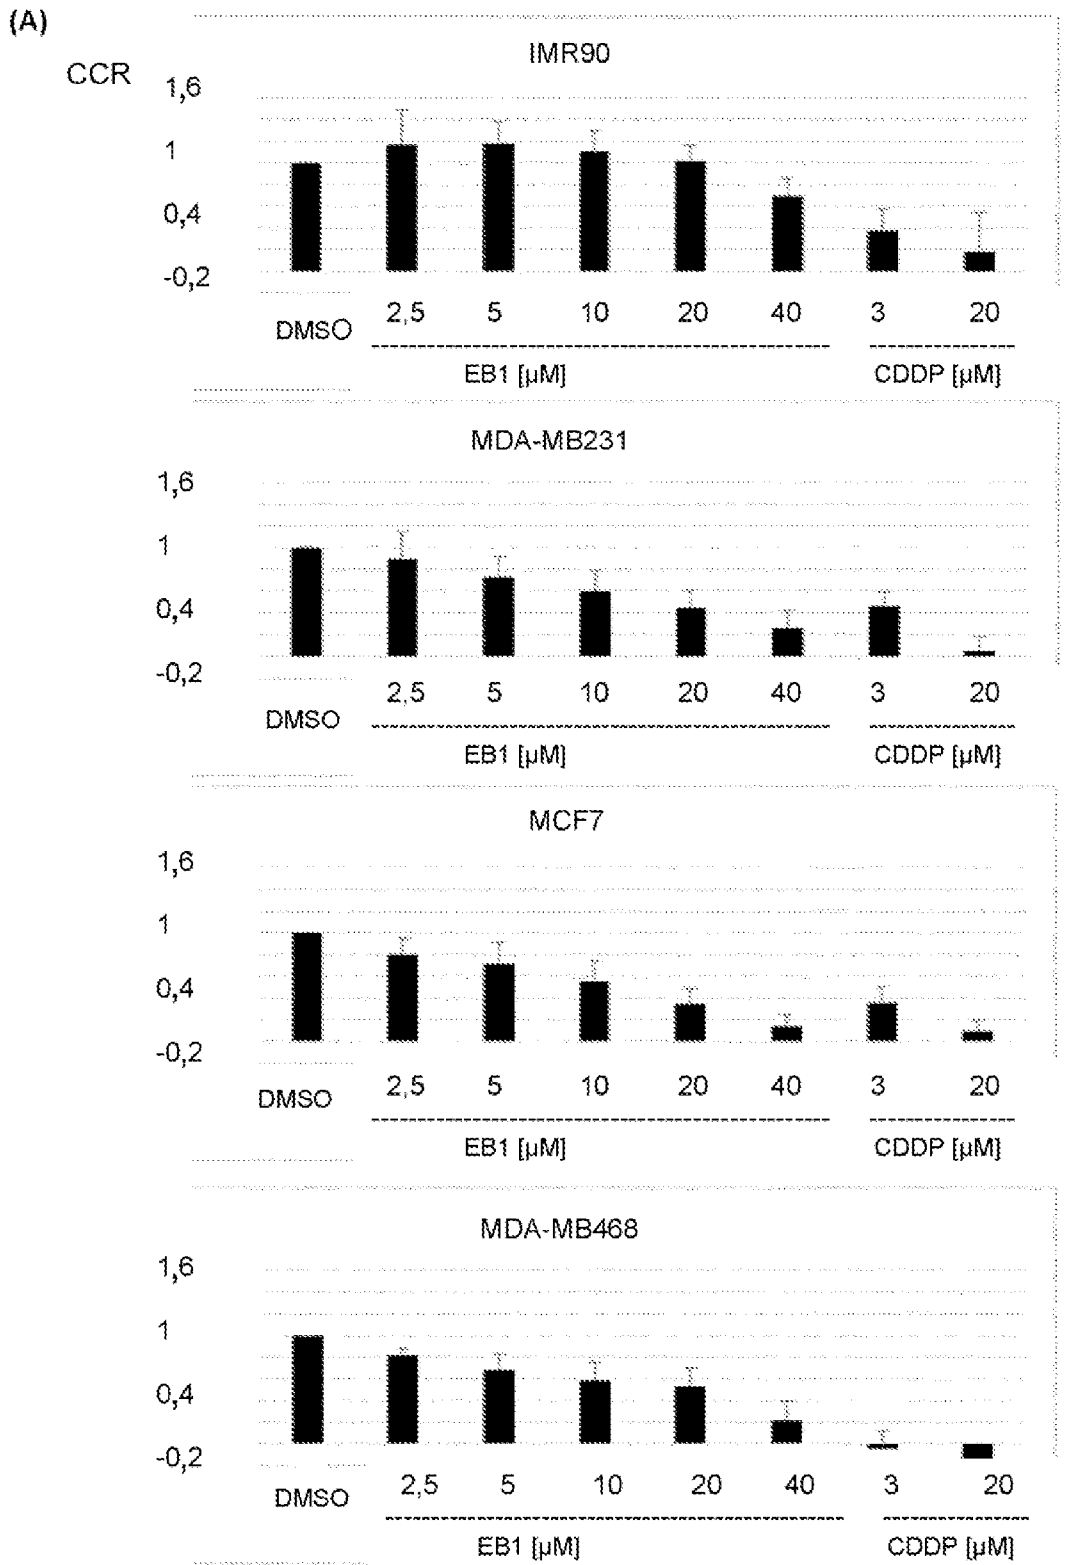 (A)
IMR90
CCR
1,6
1
0,4
-0,2
2,5 5 10 20 40 3 20
DMSO
EB1 [µM] CDDP [µM]
MDA-MB231
1,6
1
0,4
-0,2
2,5 5 10 20 40 3 20
DMSO
EB1 [µM] CDDP [µM]
MCF7
1,6
1
0,4
-0,2
2,5 5 10 20 40 3 20
DMSO
EB1 [µM] CDDP [µM]
MDA-MB468
1,6
1
0,4
-0,2
2,5 5 10 20 40 3 20
DMSO
EB1 [µM] CDDP [µM]